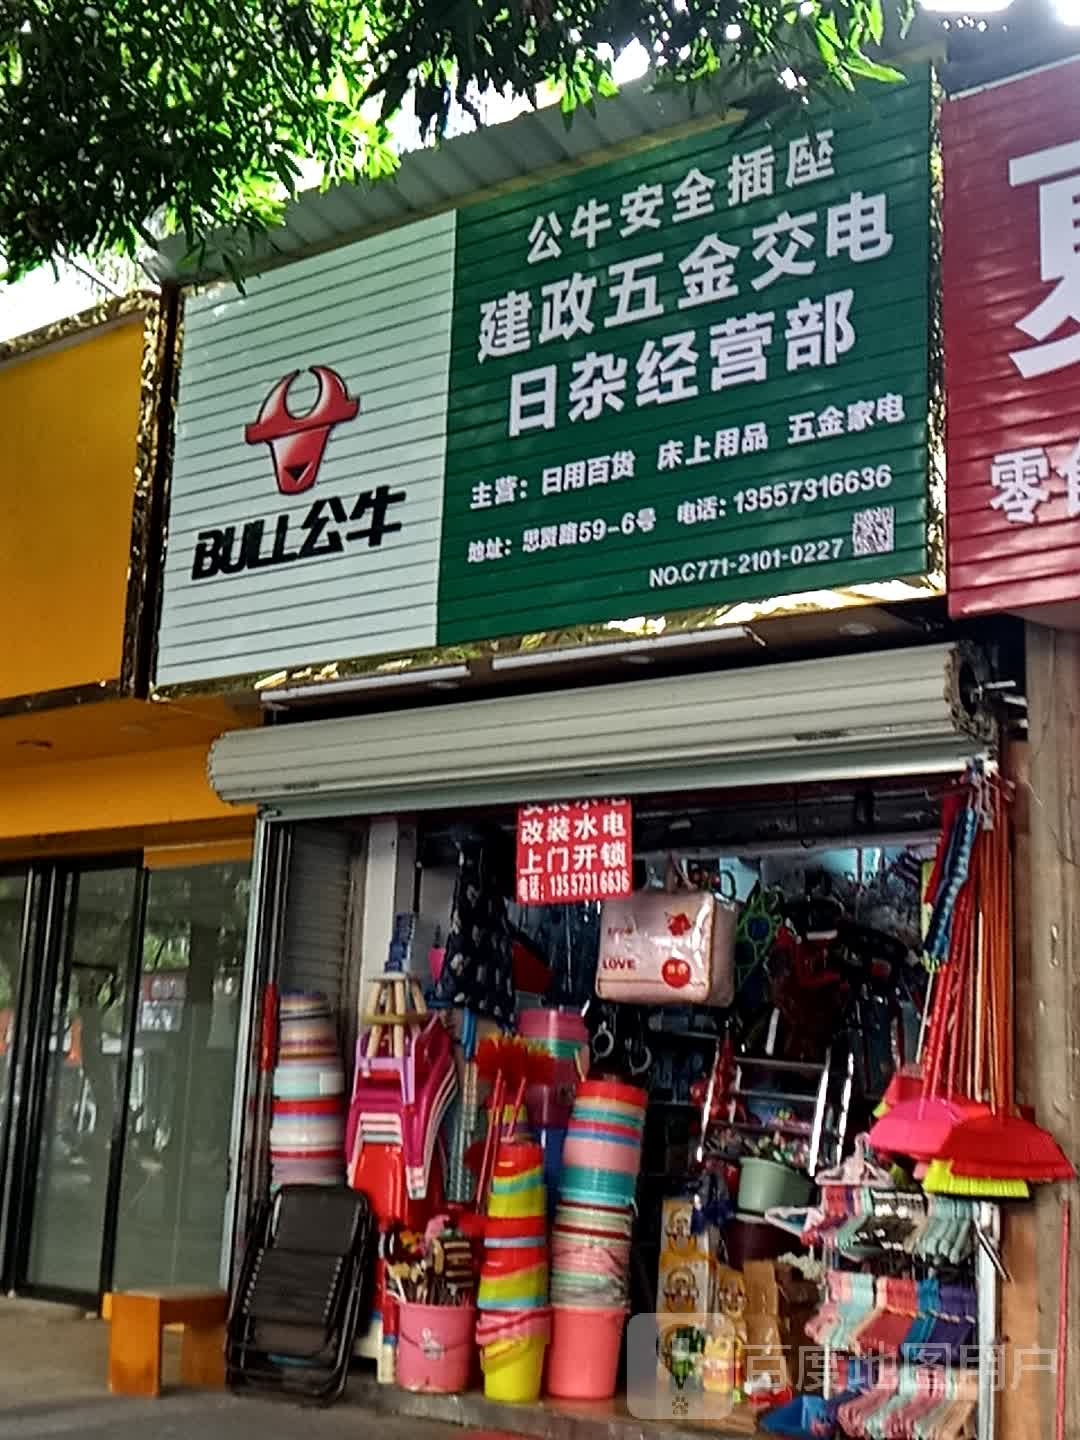 公牛安全插座
建政五金交电
日杂经营部
主营：日用百货 床上用品 五金家电
地址：思贤路59-6号 电话：13557316636
NO.C771-2101-0227
BULL公牛
零食
改装水电
上门开锁
电话：13557316636
LOVE
百度地图用户